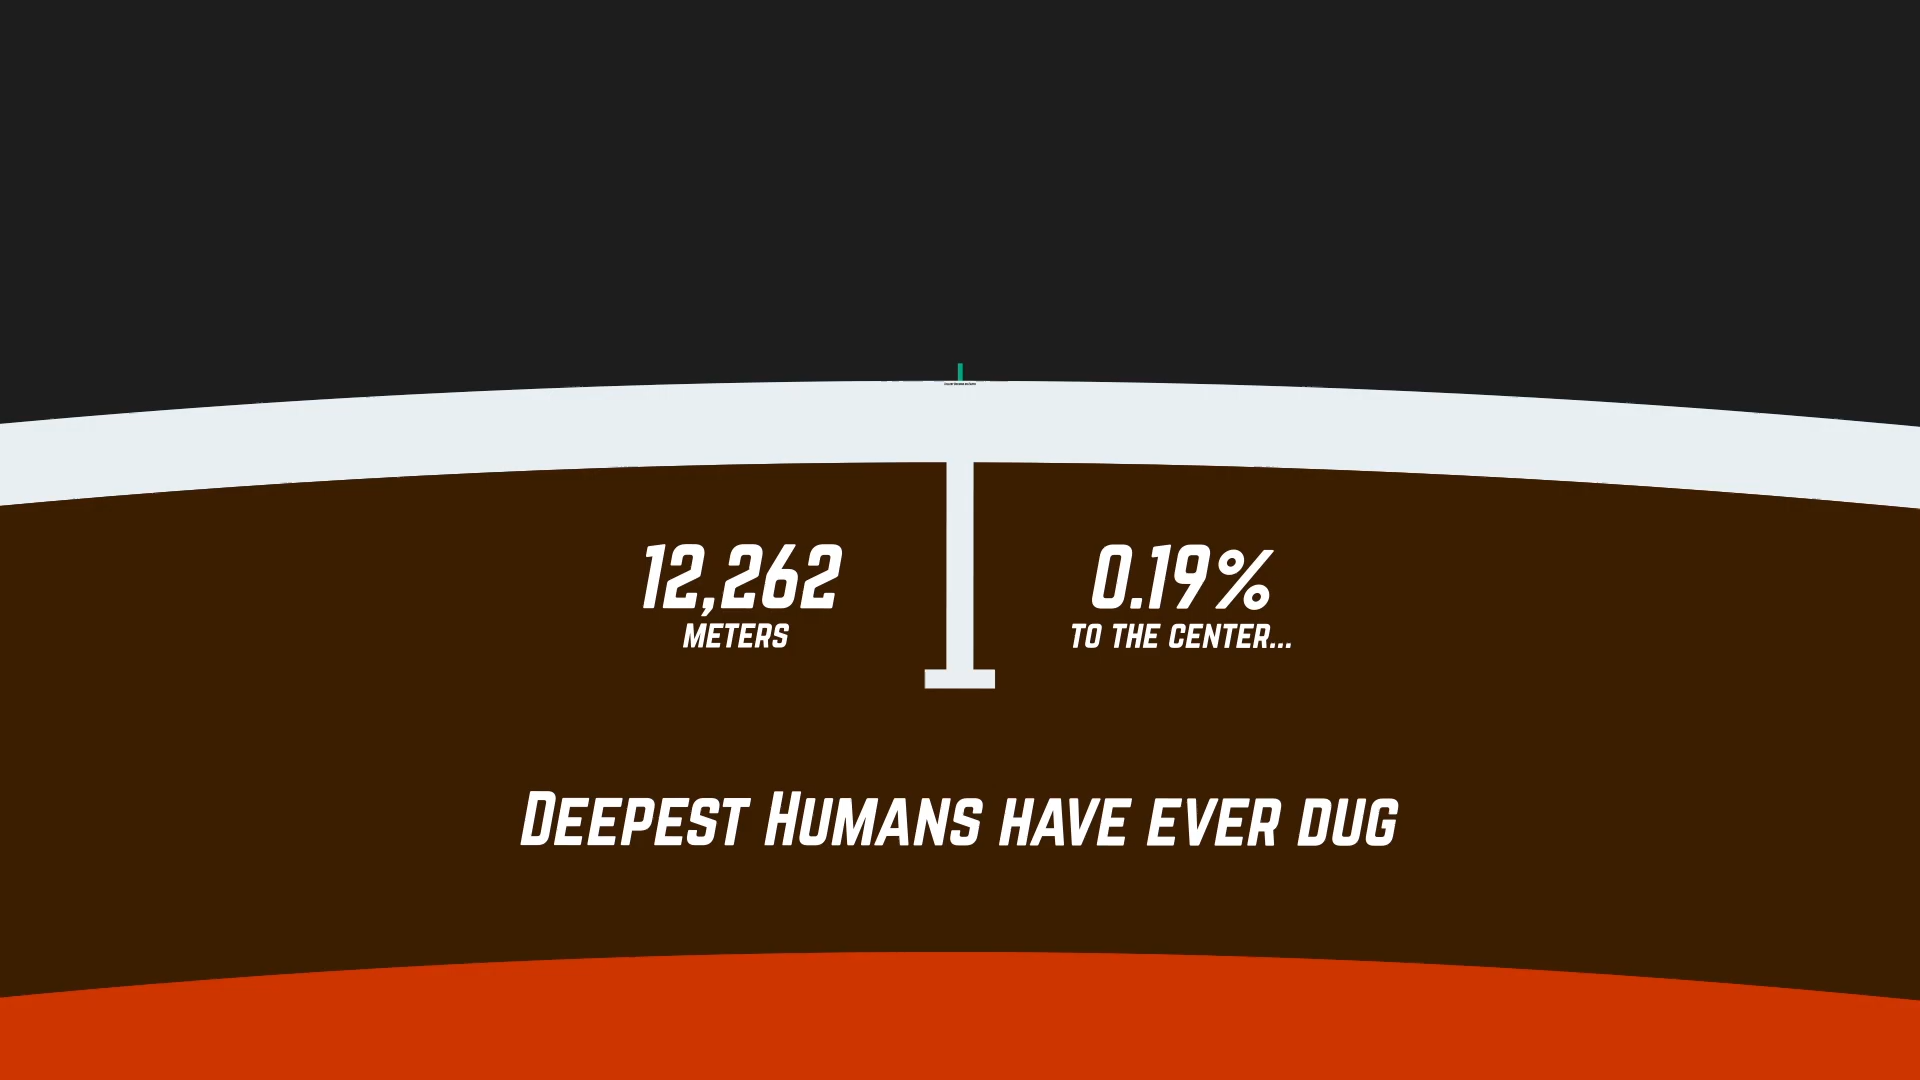 12,262
METERS
0.19%
TO THE CENTER...
DEEPEST HUMANS HAVE EVER DUG